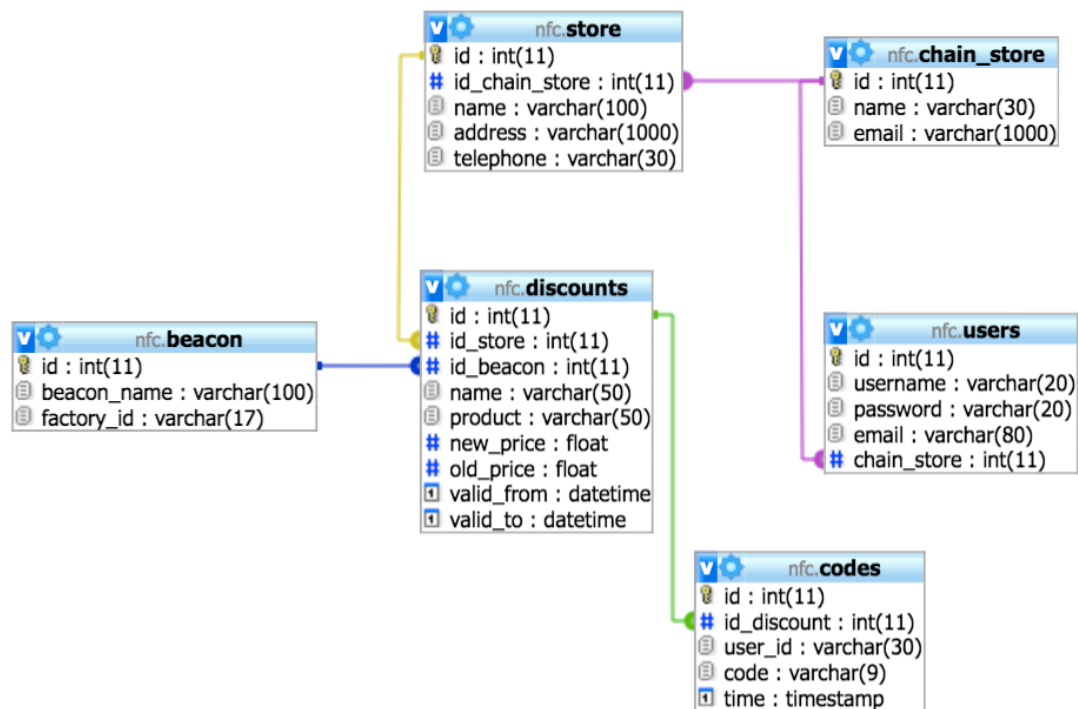 nfc.store
id : int(11)
# id_chain_store : int(11)
name : varchar(100)
address : varchar(1000)
telephone : varchar(30)
nfc.chain_store
id : int(11)
name : varchar(30)
email : varchar(1000)
nfc.discounts
id : int(11)
# id_store : int(11)
# id_beacon : int(11)
name : varchar(50)
product : varchar(50)
# new_price : float
# old_price : float
valid_from : datetime
valid_to : datetime
nfc.beacon
id : int(11)
beacon_name : varchar(100)
factory_id : varchar(17)
nfc.users
id : int(11)
username : varchar(20)
password : varchar(20)
email : varchar(80)
# chain_store : int(11)
nfc.codes
id : int(11)
# id_discount : int(11)
user_id : varchar(30)
code : varchar(9)
time : timestamp